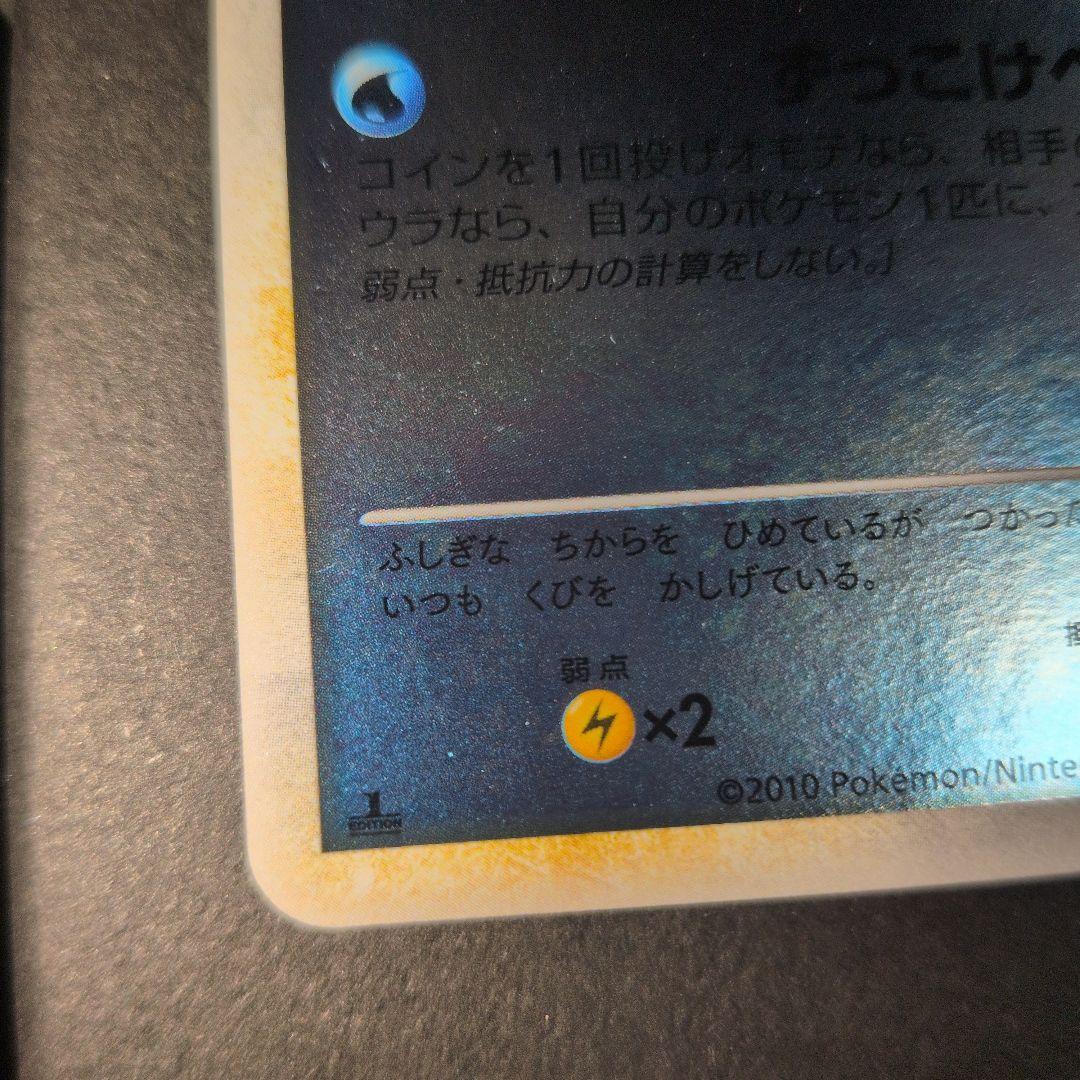 ずっこけ
コインを1回投げオモテなら、相手
ウラなら、自分のポケモン1匹に、
弱点・抵抗力の計算をしない。]
ふしぎな ちからを ひめているが つかった
いつも くびを かしげている。
弱点
×2
©2010 Pokémon/Ninte
1
EDITION